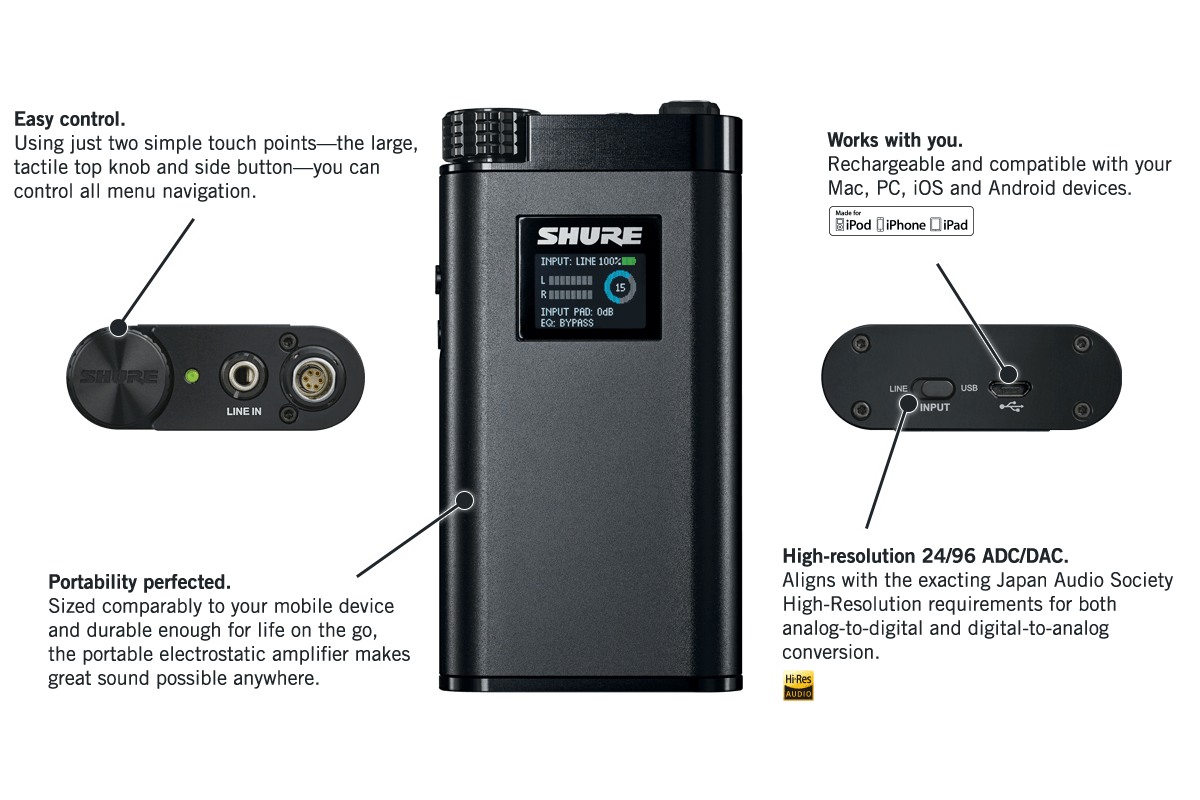 Easy control.
Using just two simple touch points—the large,
tactile top knob and side button—you can
control all menu navigation.
SHURE
LINE IN
Portability perfected.
Sized comparably to your mobile device
and durable enough for life on the go,
the portable electrostatic amplifier makes
great sound possible anywhere.
SHURE
INPUT: LINE 100%
L
R
15
INPUT PAD: 0dB
EQ: BYPASS
Works with you.
Rechargeable and compatible with your
Mac, PC, iOS and Android devices.
Made for
iPod iPhone iPad
LINE USB
INPUT
High-resolution 24/96 ADC/DAC.
Aligns with the exacting Japan Audio Society
High-Resolution requirements for both
analog-to-digital and digital-to-analog
conversion.
Hi-Res
AUDIO